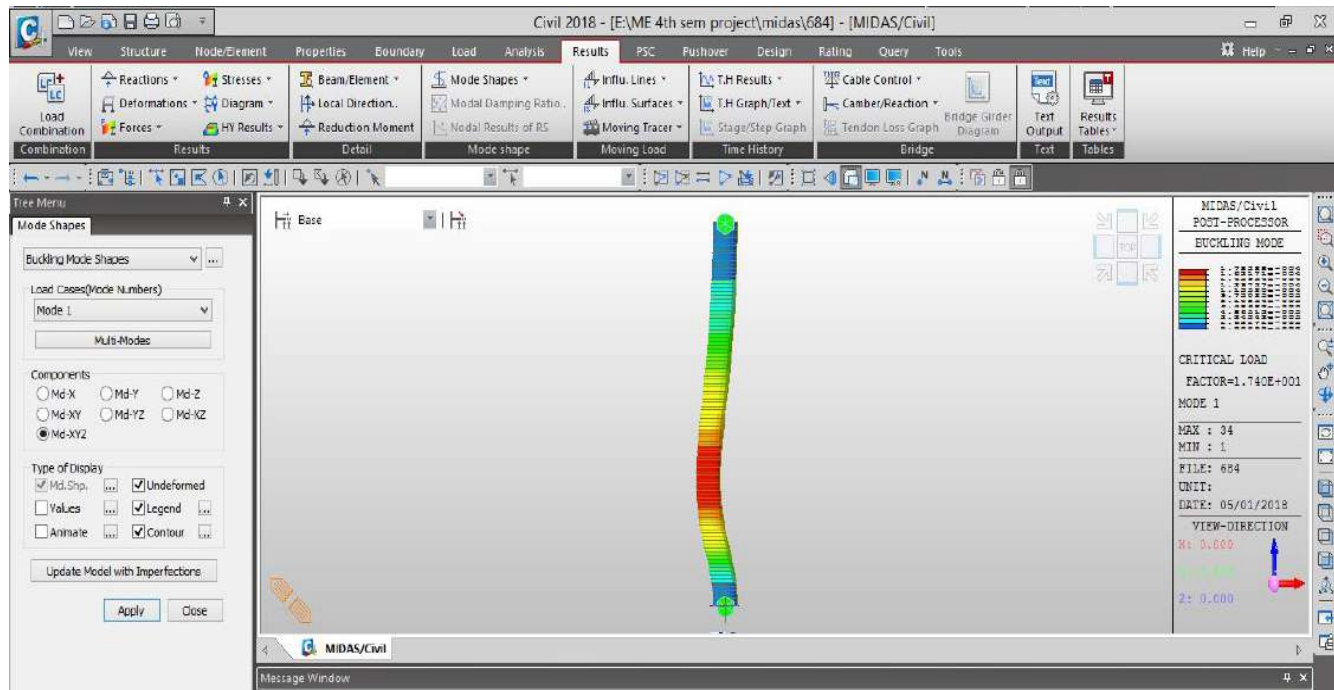 Civil 2018 - [E:\ME 4th sem project\midas\684] - [MIDAS/Civil]
View Structure Node/Element Properties Boundary Load Analysis Results PSC Pushover Design Rating Query Tools Help
Load Combination
Reactions Stresses
Deformations Diagram
Forces HY Results
Beam/Element
Local Direction..
Reduction Moment
Mode Shapes
Modal Damping Ratio..
Nodal Results of RS
Influ. Lines
Influ. Surfaces
Moving Tracer
T.H Results
T.H Graph/Text
Stage/Step Graph
Cable Control
Camber/Reaction
Tendon Loss Graph
Bridge Girder Diagram
Text Output
Results Tables
Combination Results Detail Mode shape Moving Load Time History Bridge Text Tables
Tree Menu
Mode Shapes
Buckling Mode Shapes ...
Load Cases(Mode Numbers)
Mode 1
Multi-Modes
Components
Md-X Md-Y Md-Z
Md-XY Md-YZ Md-XZ
Md-XYZ
Type of Display
Md.Shp. ... Undeformed
Values ... Legend ...
Animate ... Contour ...
Update Model with Imperfections
Apply Close
Base
TOP
MIDAS/Civil
POST-PROCESSOR
BUCKLING MODE
CRITICAL LOAD
FACTOR=1.740E+001
MODE 1
MAX : 34
MIN : 1
FILE: 684
UNIT:
DATE: 05/01/2018
VIEW-DIRECTION
Z: 0.000
MIDAS/Civil
Message Window